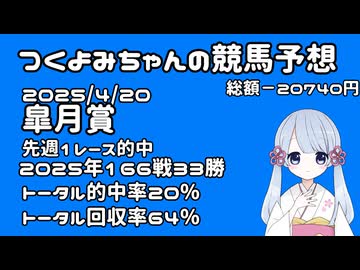 つくよみちゃんの競馬予想
2025/4/20
総額－20740円
皐月賞
先週1レース的中
2025年166戦33勝
トータル的中率20%
トータル回収率64%